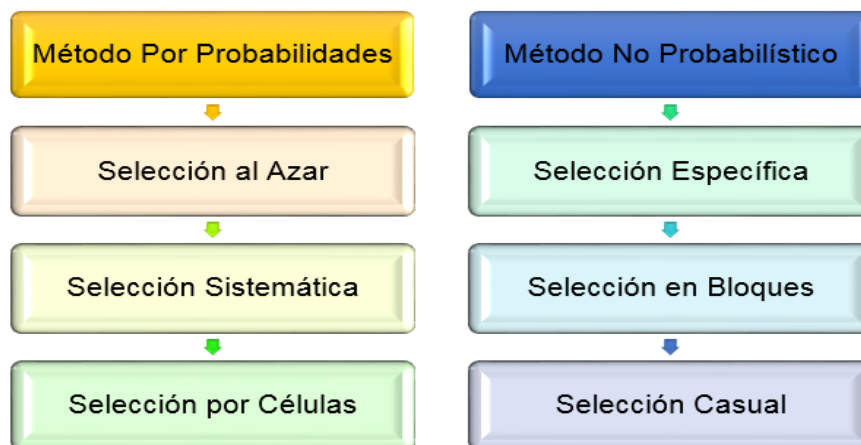 Método Por Probabilidades
Selección al Azar
Selección Sistemática
Selección por Células
Método No Probabilístico
Selección Específica
Selección en Bloques
Selección Casual